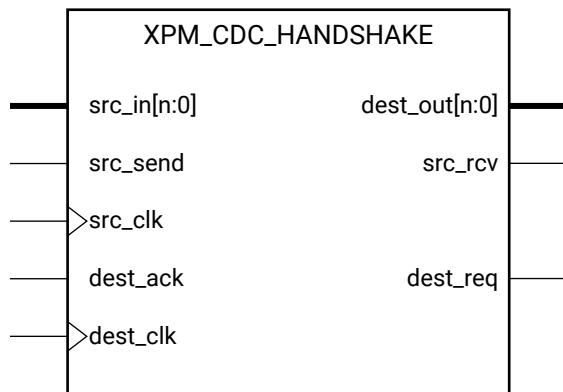 XPM_CDC_HANDSHAKE
src_in[n:0] dest_out[n:0]
src_send src_rcv
src_clk
dest_ack dest_req
dest_clk